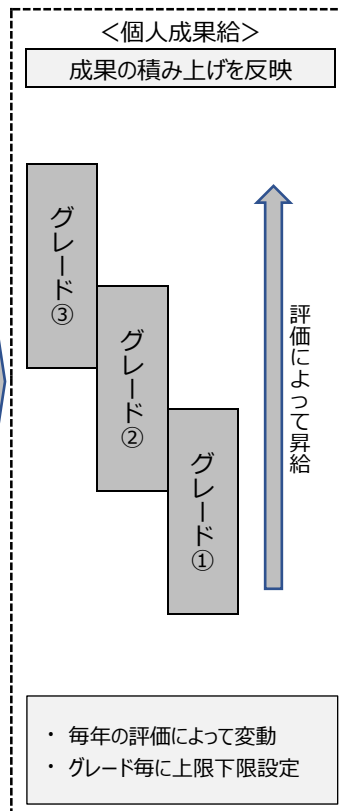 ＜個人成果給＞
成果の積み上げを反映
グレード③
グレード②
グレード①
評価によって昇給
・ 毎年の評価によって変動
・ グレード毎に上限下限設定